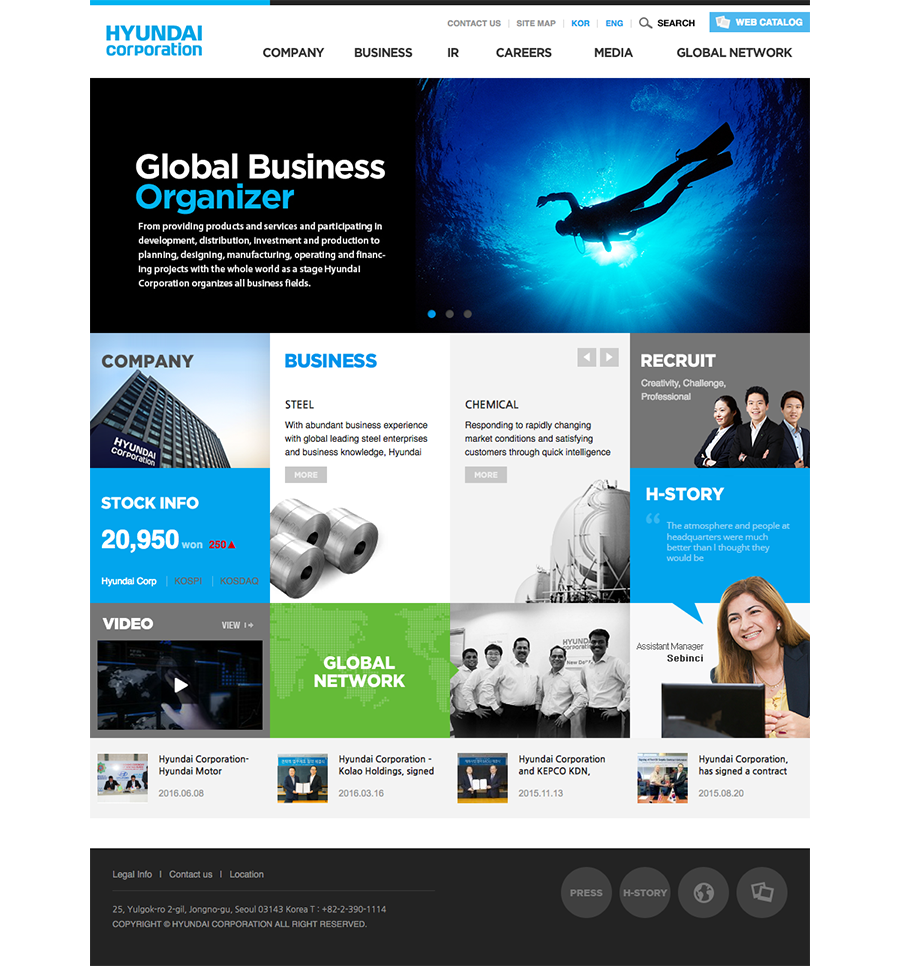 HYUNDAI
corporation
CONTACT US | SITE MAP | KOR | ENG SEARCH WEB CATALOG
COMPANY BUSINESS IR CAREERS MEDIA GLOBAL NETWORK
Global Business
Organizer
From providing products and services and participating in
development, distribution, investment and production to
planning, designing, manufacturing, operating and financ-
ing projects with the whole world as a stage Hyundai
Corporation organizes all business fields.
COMPANY
HYUNDAI
corporation
BUSINESS
STEEL
With abundant business experience
with global leading steel enterprises
and business knowledge, Hyundai
MORE
CHEMICAL
Responding to rapidly changing
market conditions and satisfying
customers through quick intelligence
MORE
RECRUIT
Creativity, Challenge,
Professional
STOCK INFO
20,950 won 250▲
Hyundai Corp | KOSPI | KOSDAQ
H-STORY
“ The atmosphere and people at
headquarters were much
better than I thought they
would be
Assistant Manager
Sebinci
VIDEO VIEW
GLOBAL
NETWORK
HYUNDAI
corporation
Hyundai Corporation-
Hyundai Motor
2016.06.08
Hyundai Corporation -
Kolao Holdings, signed
2016.03.16
Hyundai Corporation
and KEPCO KDN,
2015.11.13
Hyundai Corporation,
has signed a contract
2015.08.20
Legal Info | Contact us | Location
25, Yulgok-ro 2-gil, Jongno-gu, Seoul 03143 Korea T : +82-2-390-1114
COPYRIGHT © HYUNDAI CORPORATION ALL RIGHT RESERVED.
PRESS H-STORY